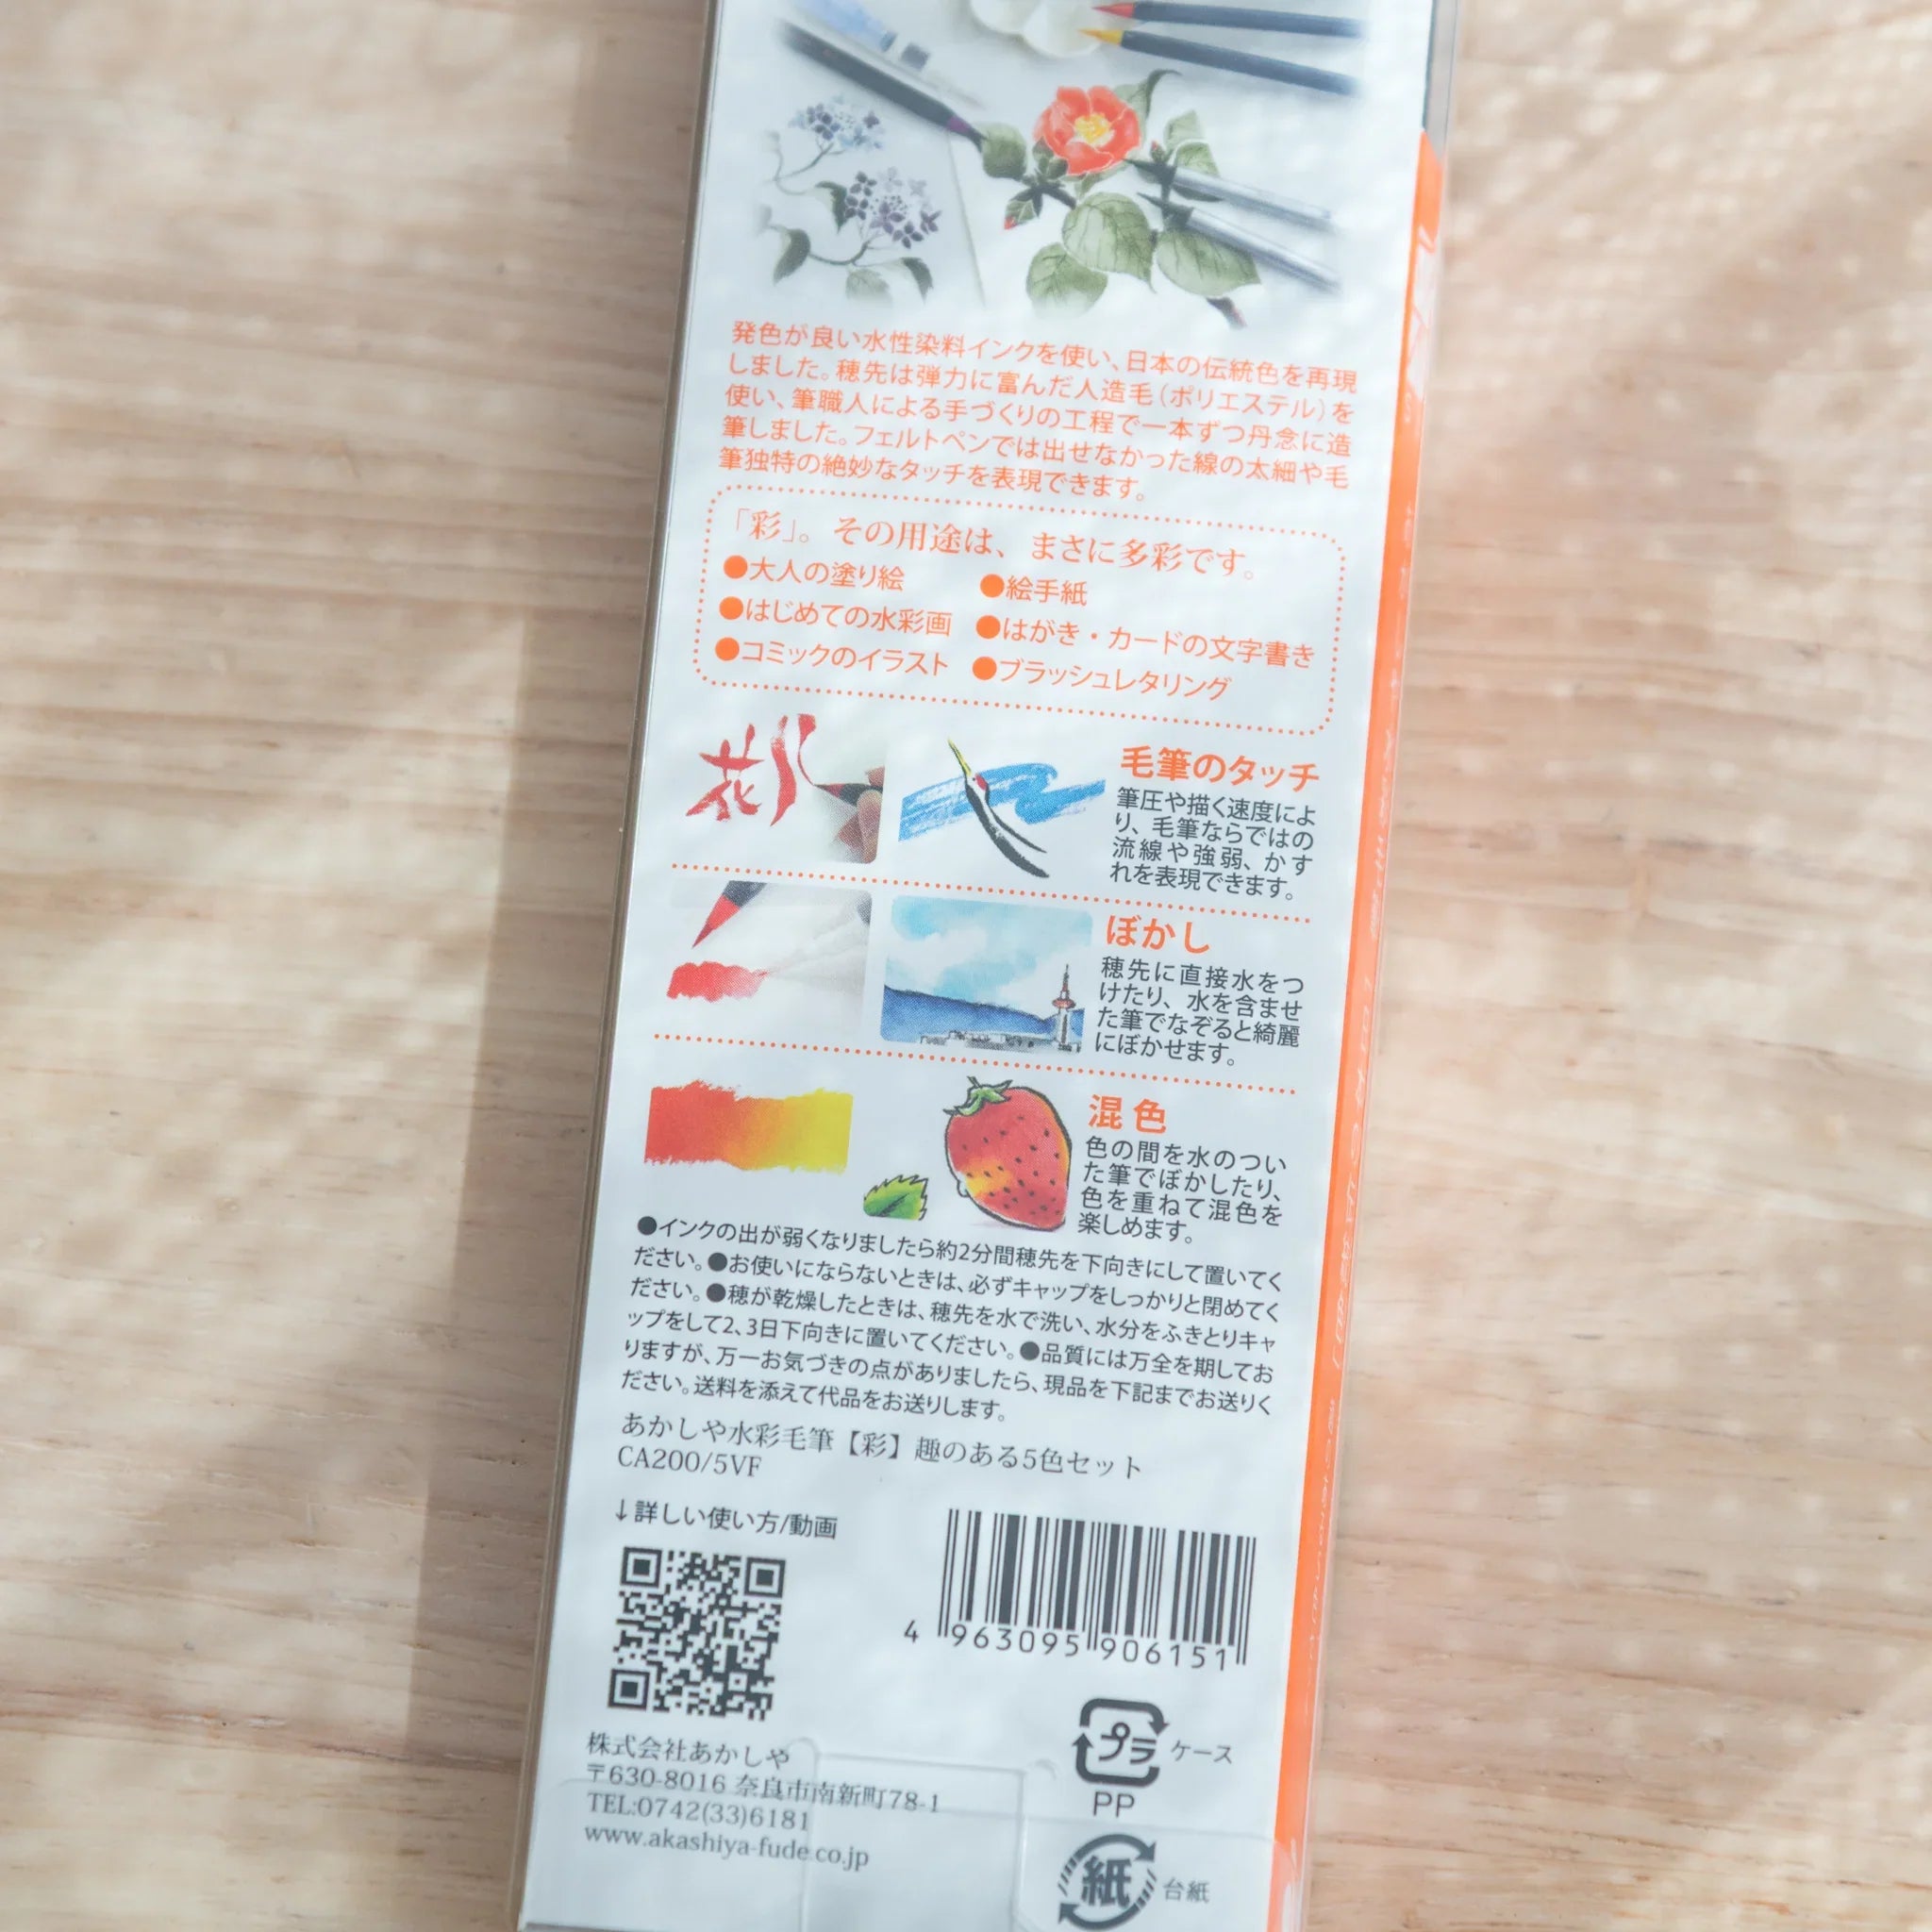 発色が良い水性染料インクを使い、日本の伝統色を再現
しました。穂先は弾力に富んだ人造毛(ポリエステル)を
使い、筆職人による手づくりの工程で一本ずつ丹念に造
筆しました。フェルトペンでは出せなかった線の太細や毛
筆独特の絶妙なタッチを表現できます。
「彩」。その用途は、まさに多彩です。
●大人の塗り絵
●絵手紙
●はじめての水彩画
●はがき・カードの文字書き
●コミックのイラスト
●ブラッシュレタリング
花
毛筆のタッチ
筆圧や描く速度によ
り、毛筆ならではの
流線や強弱、かす
れを表現できます。
ぼかし
穂先に直接水をつ
けたり、水を含ませ
た筆でなぞると綺麗
にぼかせます。
混色
色の間を水のつい
た筆でぼかしたり、
色を重ねて混色を
楽しめます。
●インクの出が弱くなりましたら約2分間穂先を下向きにして置いてく
ださい。●お使いにならないときは、必ずキャップをしっかりと閉めてく
ださい。●穂が乾燥したときは、穂先を水で洗い、水分をふきとりキャ
ップをして2、3日下向きに置いてください。●品質には万全を期してお
りますが、万一お気づきの点がありましたら、現品を下記までお送りく
ださい。送料を添えて代品をお送りします。
あかしや水彩毛筆【彩】趣のある5色セット
CA200/5VF
↓詳しい使い方/動画
4 963095 906151
株式会社あかしや
〒630-8016 奈良市南新町78-1
TEL:0742(33)6181
www.akashiya-fude.co.jp
プラ ケース
PP
紙 台紙